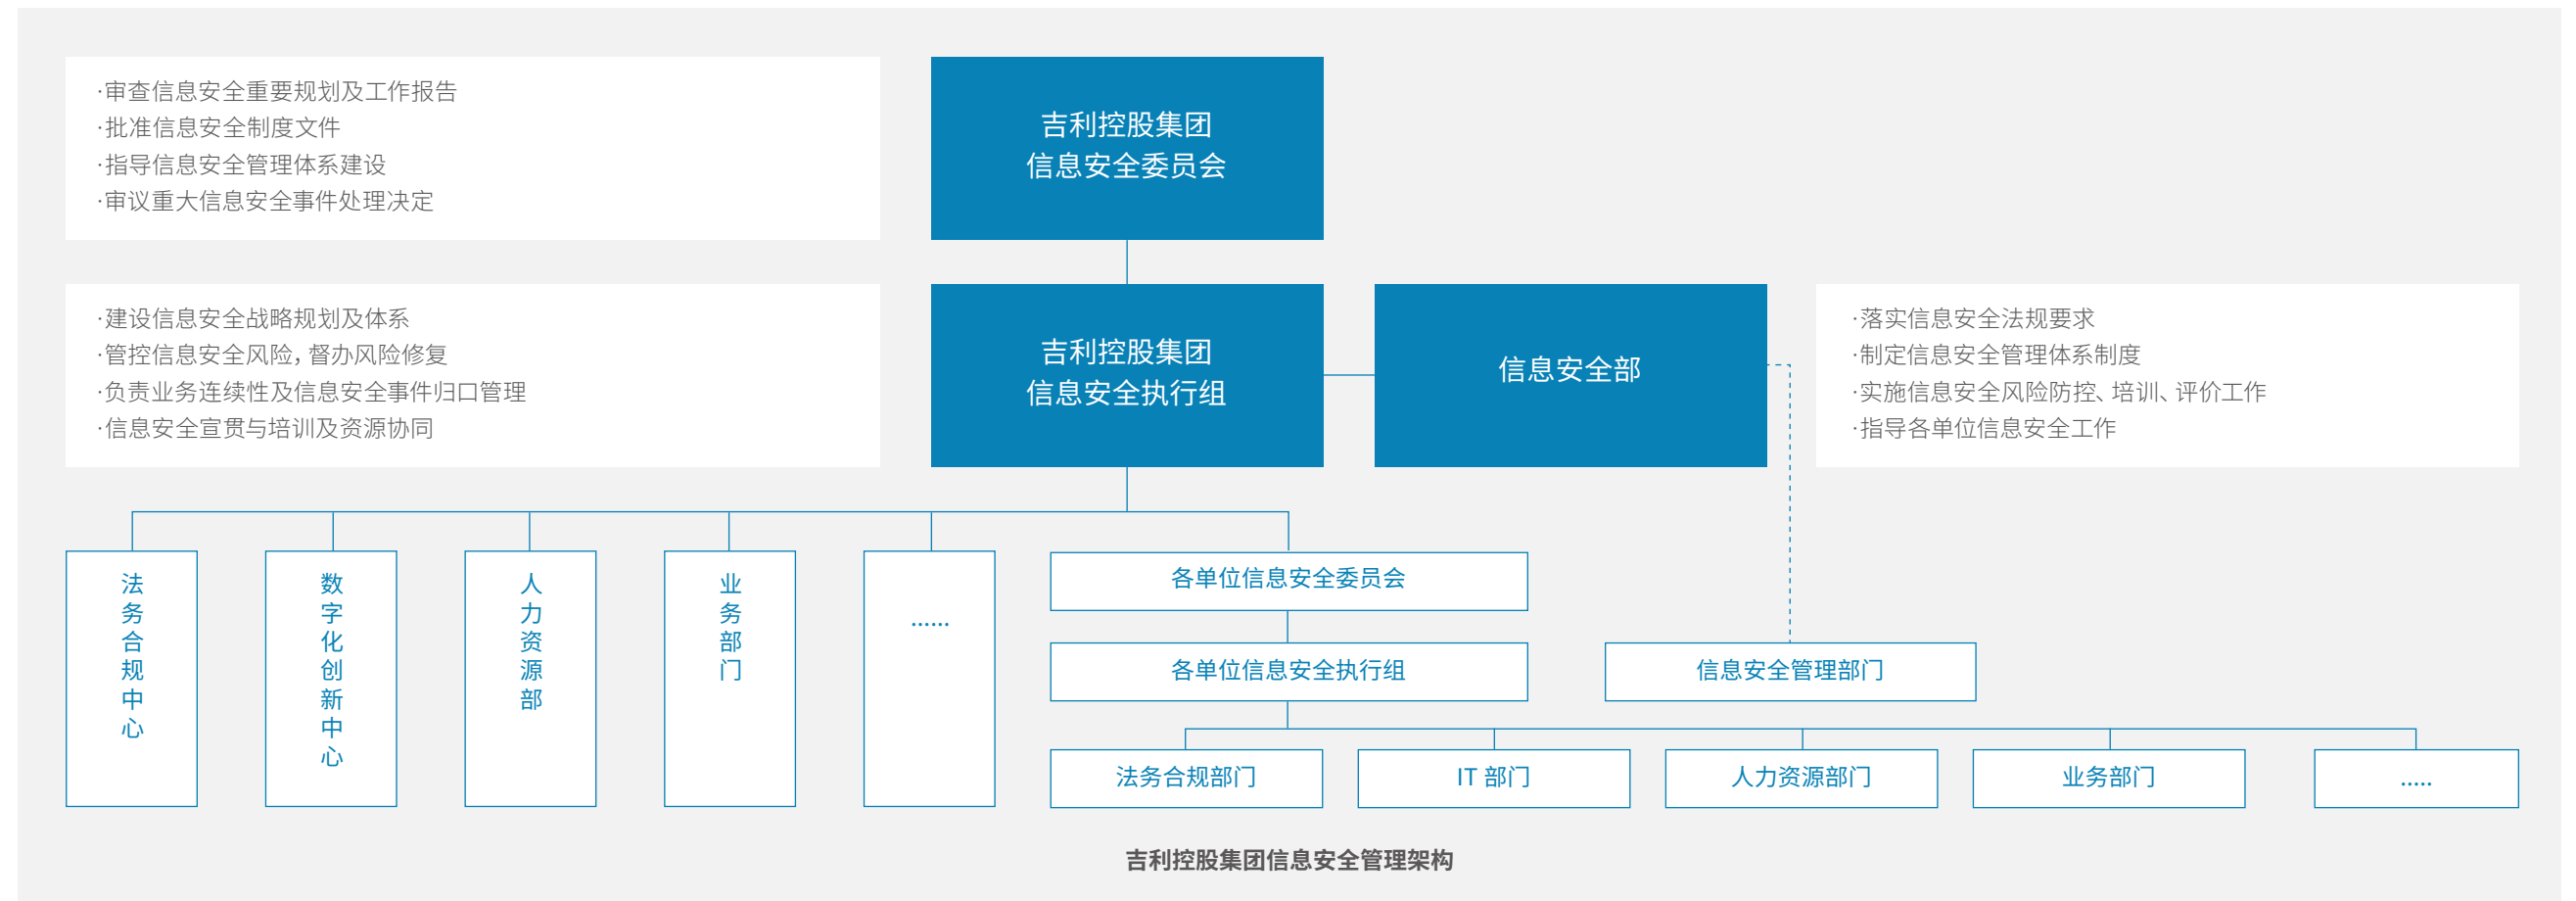 ·审查信息安全重要规划及工作报告
·批准信息安全制度文件
·指导信息安全管理体系建设
·审议重大信息安全事件处理决定
吉利控股集团
信息安全委员会
·建设信息安全战略规划及体系
·管控信息安全风险，督办风险修复
·负责业务连续性及信息安全事件归口管理
·信息安全宣贯与培训及资源协同
吉利控股集团
信息安全执行组
信息安全部
·落实信息安全法规要求
·制定信息安全管理体系制度
·实施信息安全风险防控、培训、评价工作
·指导各单位信息安全工作
法务合规中心
数字化创新中心
人力资源部
业务部门
......
各单位信息安全委员会
各单位信息安全执行组
信息安全管理部门
法务合规部门
IT 部门
人力资源部门
业务部门
.....
吉利控股集团信息安全管理架构